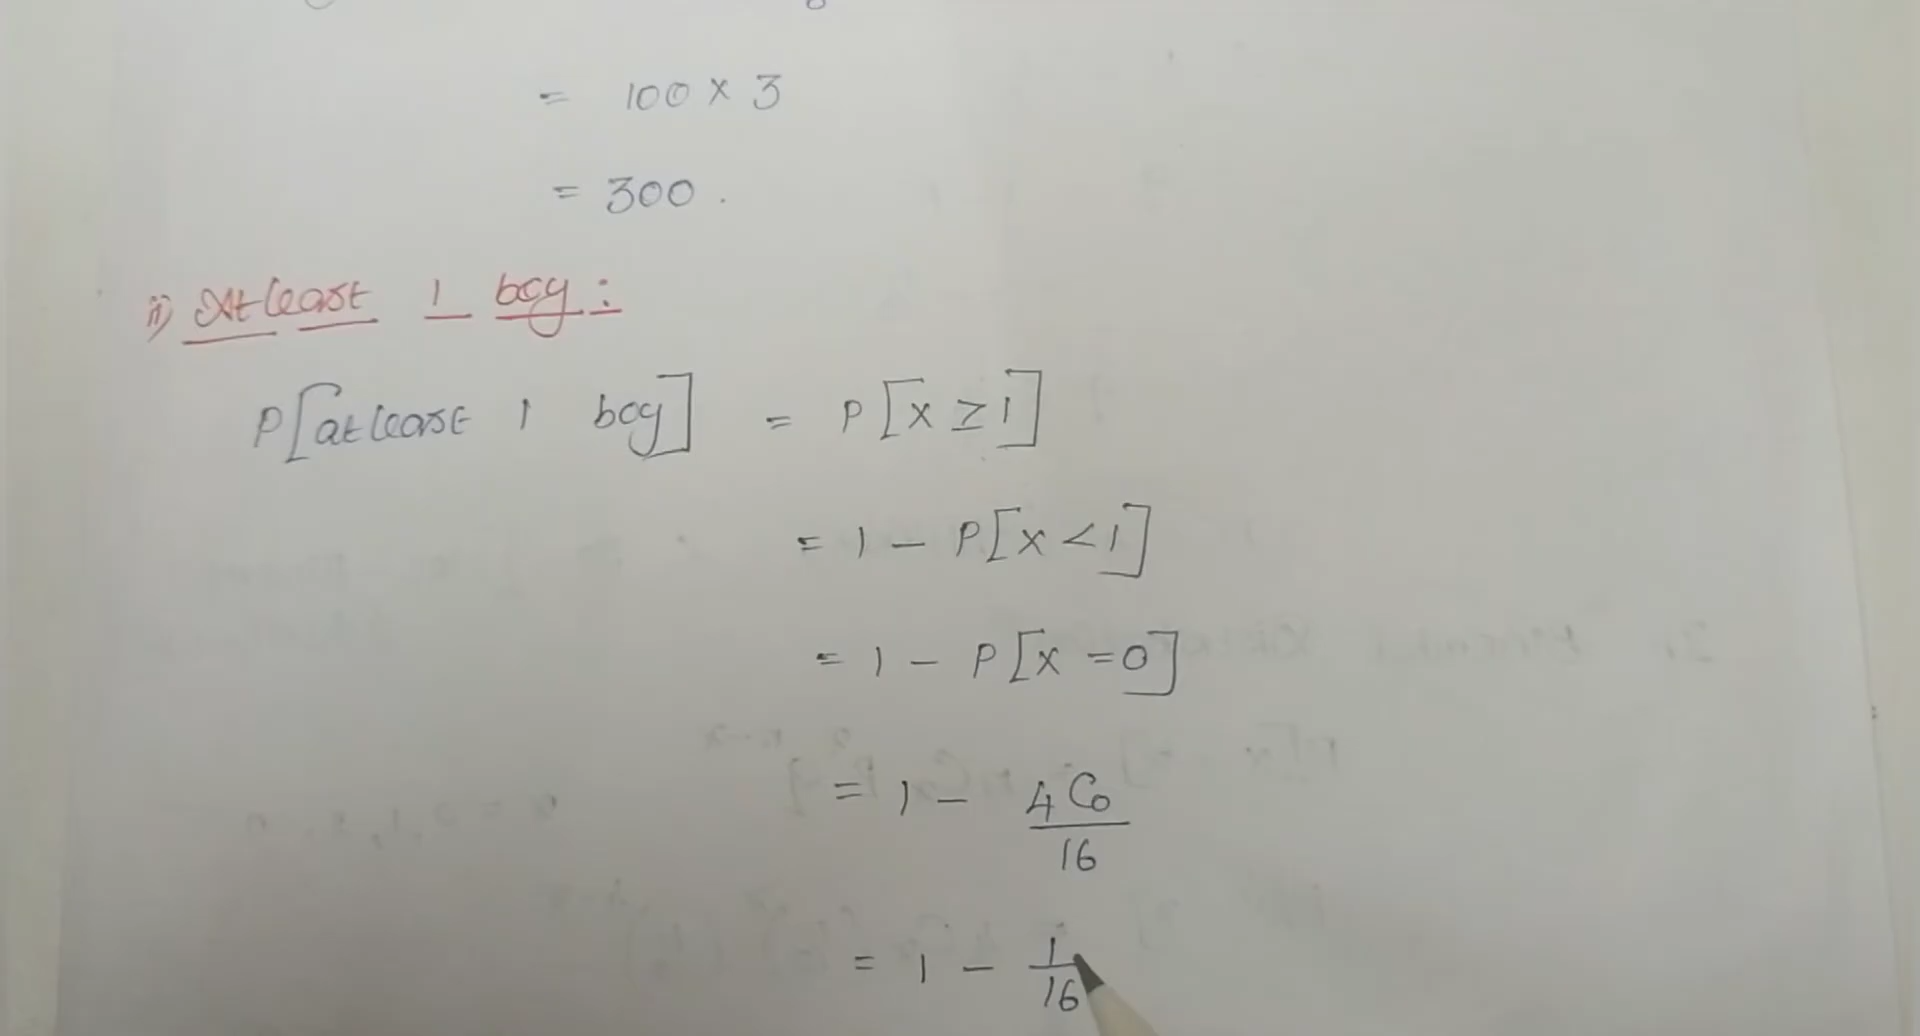 = 100 × 3
= 300 .
ii) Atleast 1 boy :
P[atleast 1 boy] = P[X ≥ 1]
= 1 - P[X < 1]
= 1 - P[X = 0]
= 1 - 4C₀
16
= 1 - 1
16